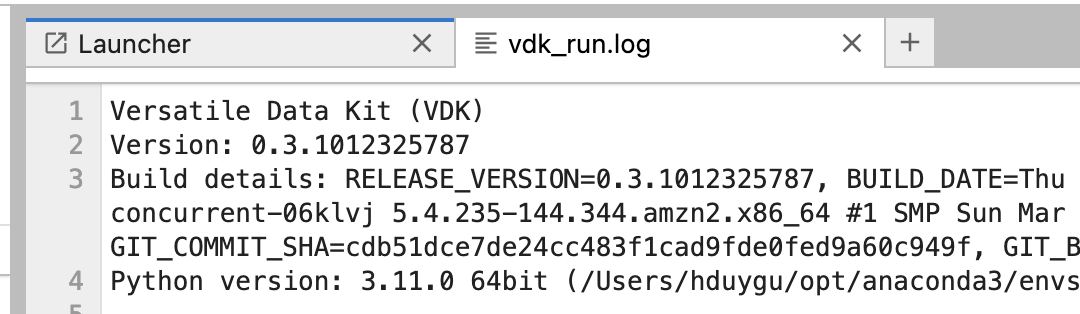 Launcher
vdk_run.log
1 Versatile Data Kit (VDK)
2 Version: 0.3.1012325787
3 Build details: RELEASE_VERSION=0.3.1012325787, BUILD_DATE=Thu
concurrent-06klvj 5.4.235-144.344.amzn2.x86_64 #1 SMP Sun Mar
GIT_COMMIT_SHA=cdb51dce7de24cc483f1cad9fde0fed9a60c949f, GIT_B
4 Python version: 3.11.0 64bit (/Users/hduygu/opt/anaconda3/envs
5